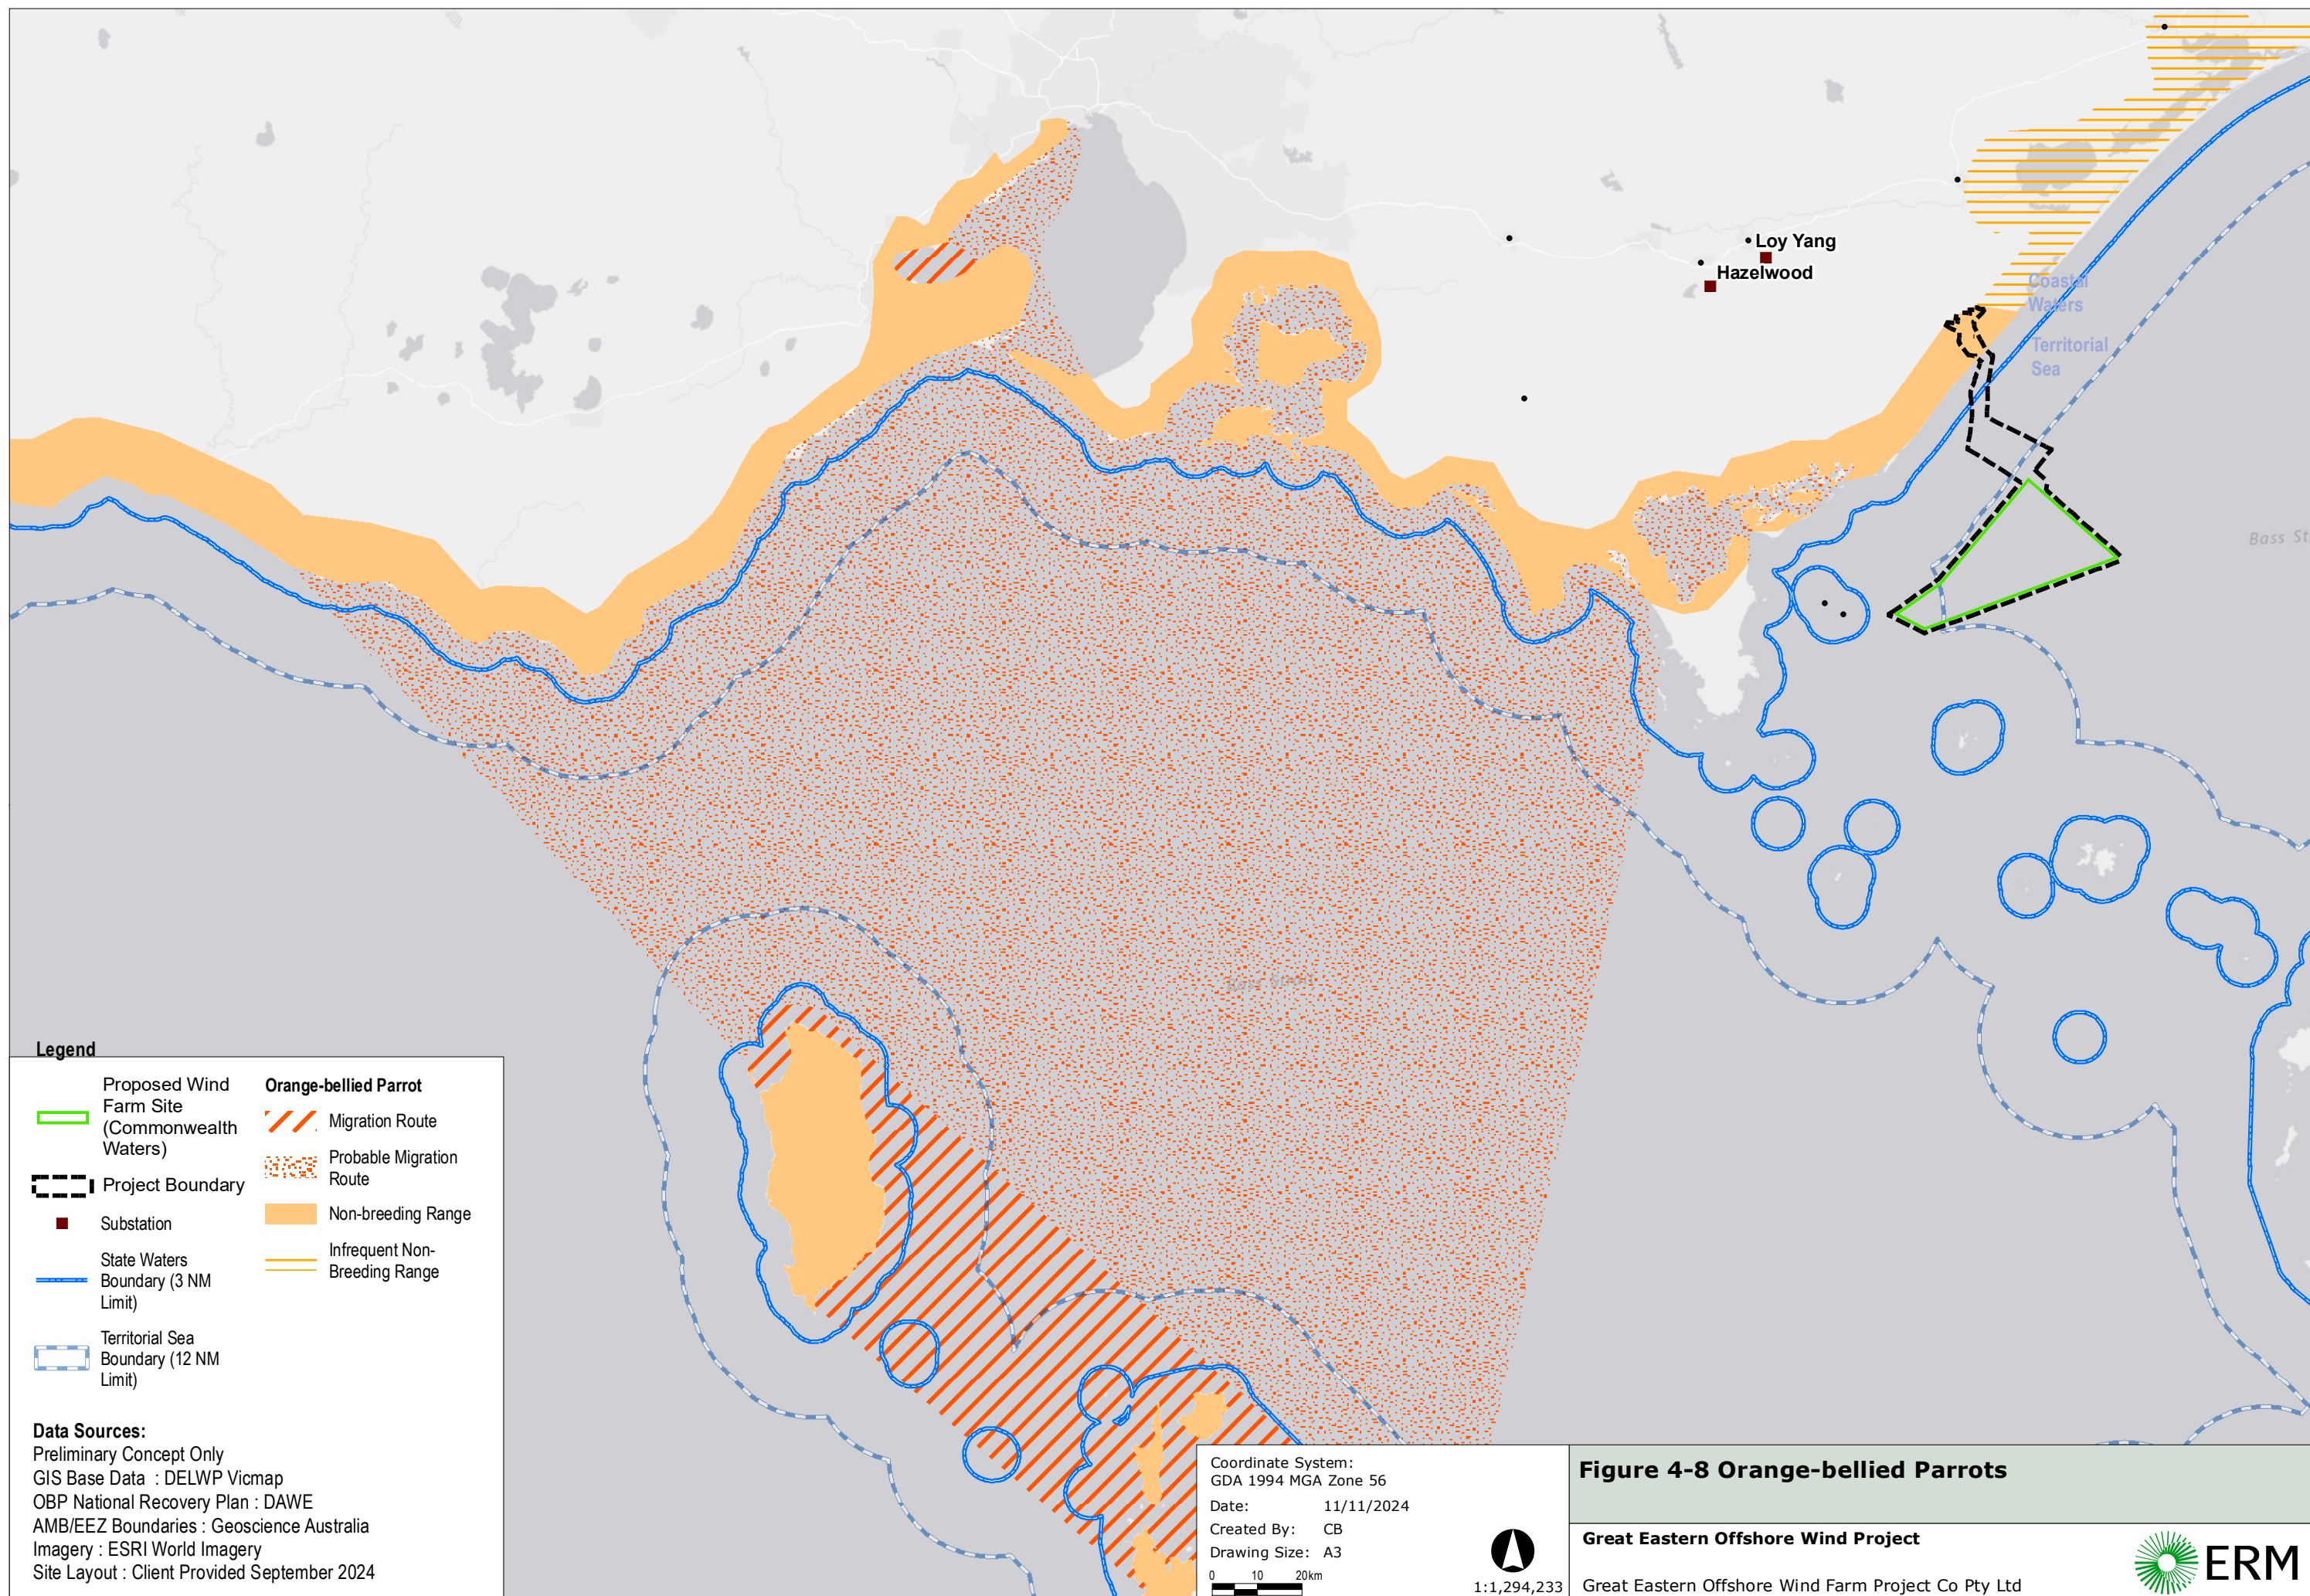 Loy Yang
Hazelwood
Coastal
Waters
Territorial
Sea
Bass St
Legend
Proposed Wind
Farm Site
(Commonwealth
Waters)
Project Boundary
Substation
State Waters
Boundary (3 NM
Limit)
Territorial Sea
Boundary (12 NM
Limit)
Orange-bellied Parrot
Migration Route
Probable Migration
Route
Non-breeding Range
Infrequent Non-
Breeding Range
Data Sources:
Preliminary Concept Only
GIS Base Data : DELWP Vicmap
OBP National Recovery Plan : DAWE
AMB/EEZ Boundaries : Geoscience Australia
Imagery : ESRI World Imagery
Site Layout : Client Provided September 2024
Coordinate System:
GDA 1994 MGA Zone 56
Date: 11/11/2024
Created By: CB
Drawing Size: A3
0 10 20km
1:1,294,233
Figure 4-8 Orange-bellied Parrots
Great Eastern Offshore Wind Project
Great Eastern Offshore Wind Farm Project Co Pty Ltd
ERM